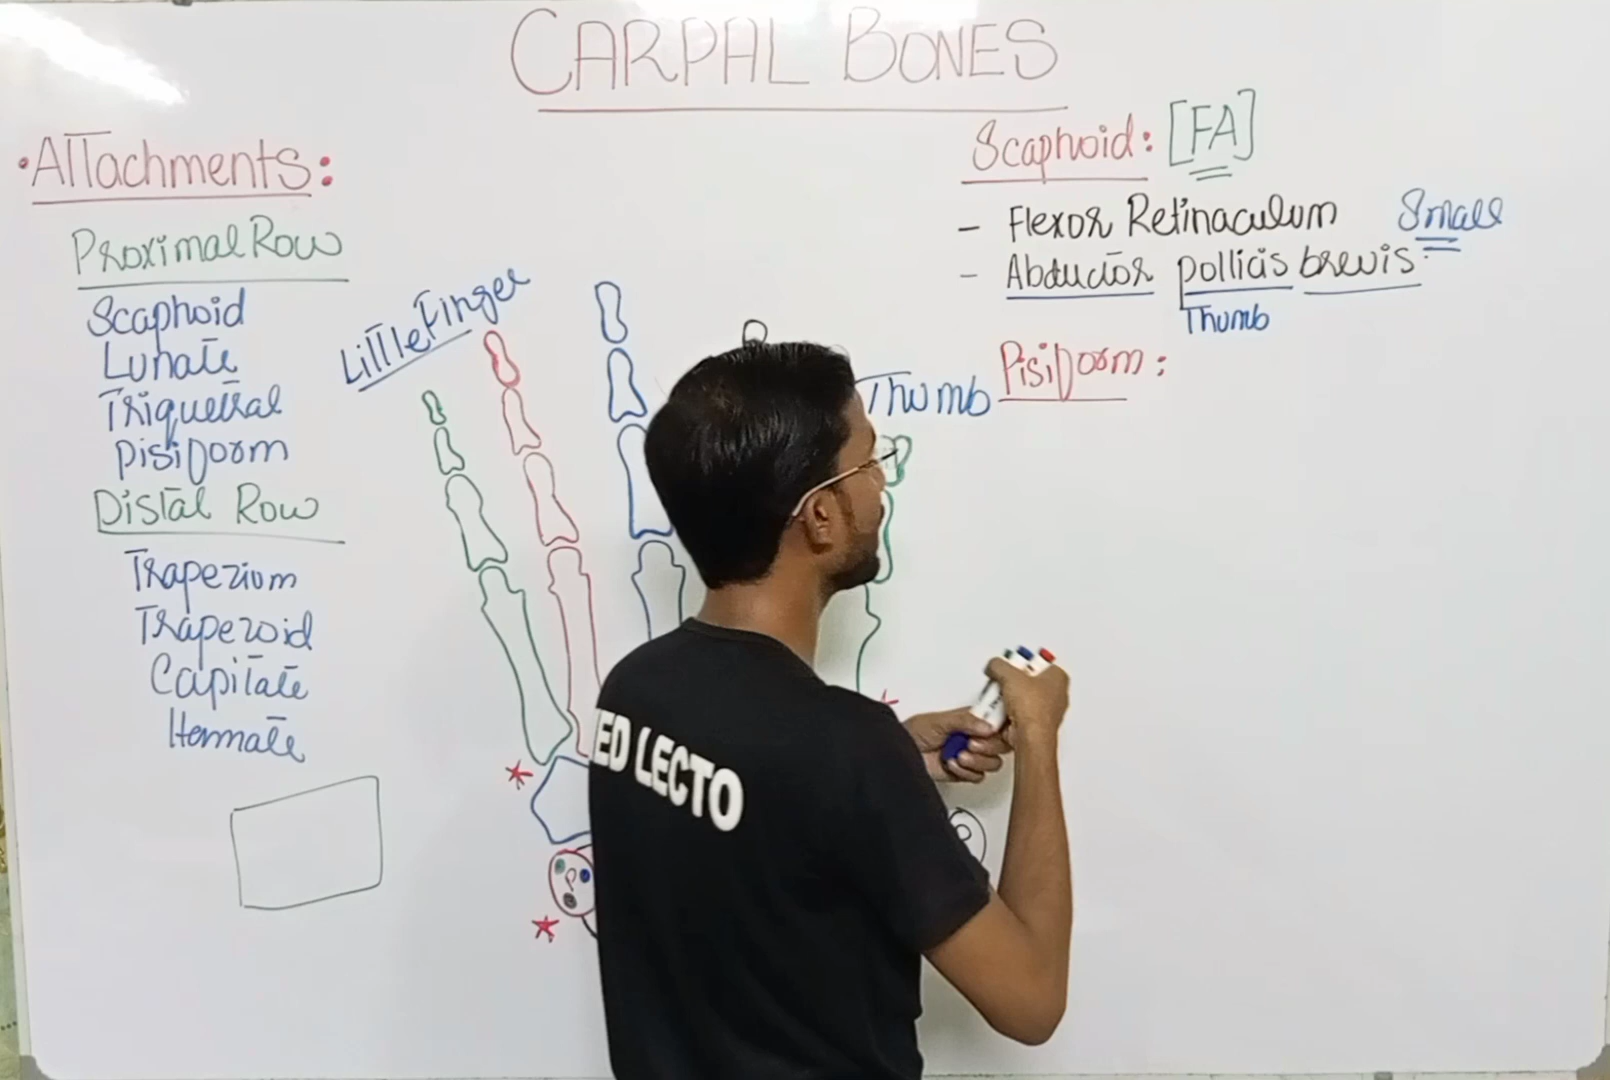 CARPAL BONES
• Attachments:
Proximal Row
Scaphoid
Lunate
Triquetral
Pisiform
Distal Row
Trapezium
Trapezoid
Capitate
Hamate
Little Finger
Thumb
Scaphoid: [FA]
- Flexor Retinaculum
- Abductor pollicis brevis Small
Thumb
Pisiform:
ED LECTO